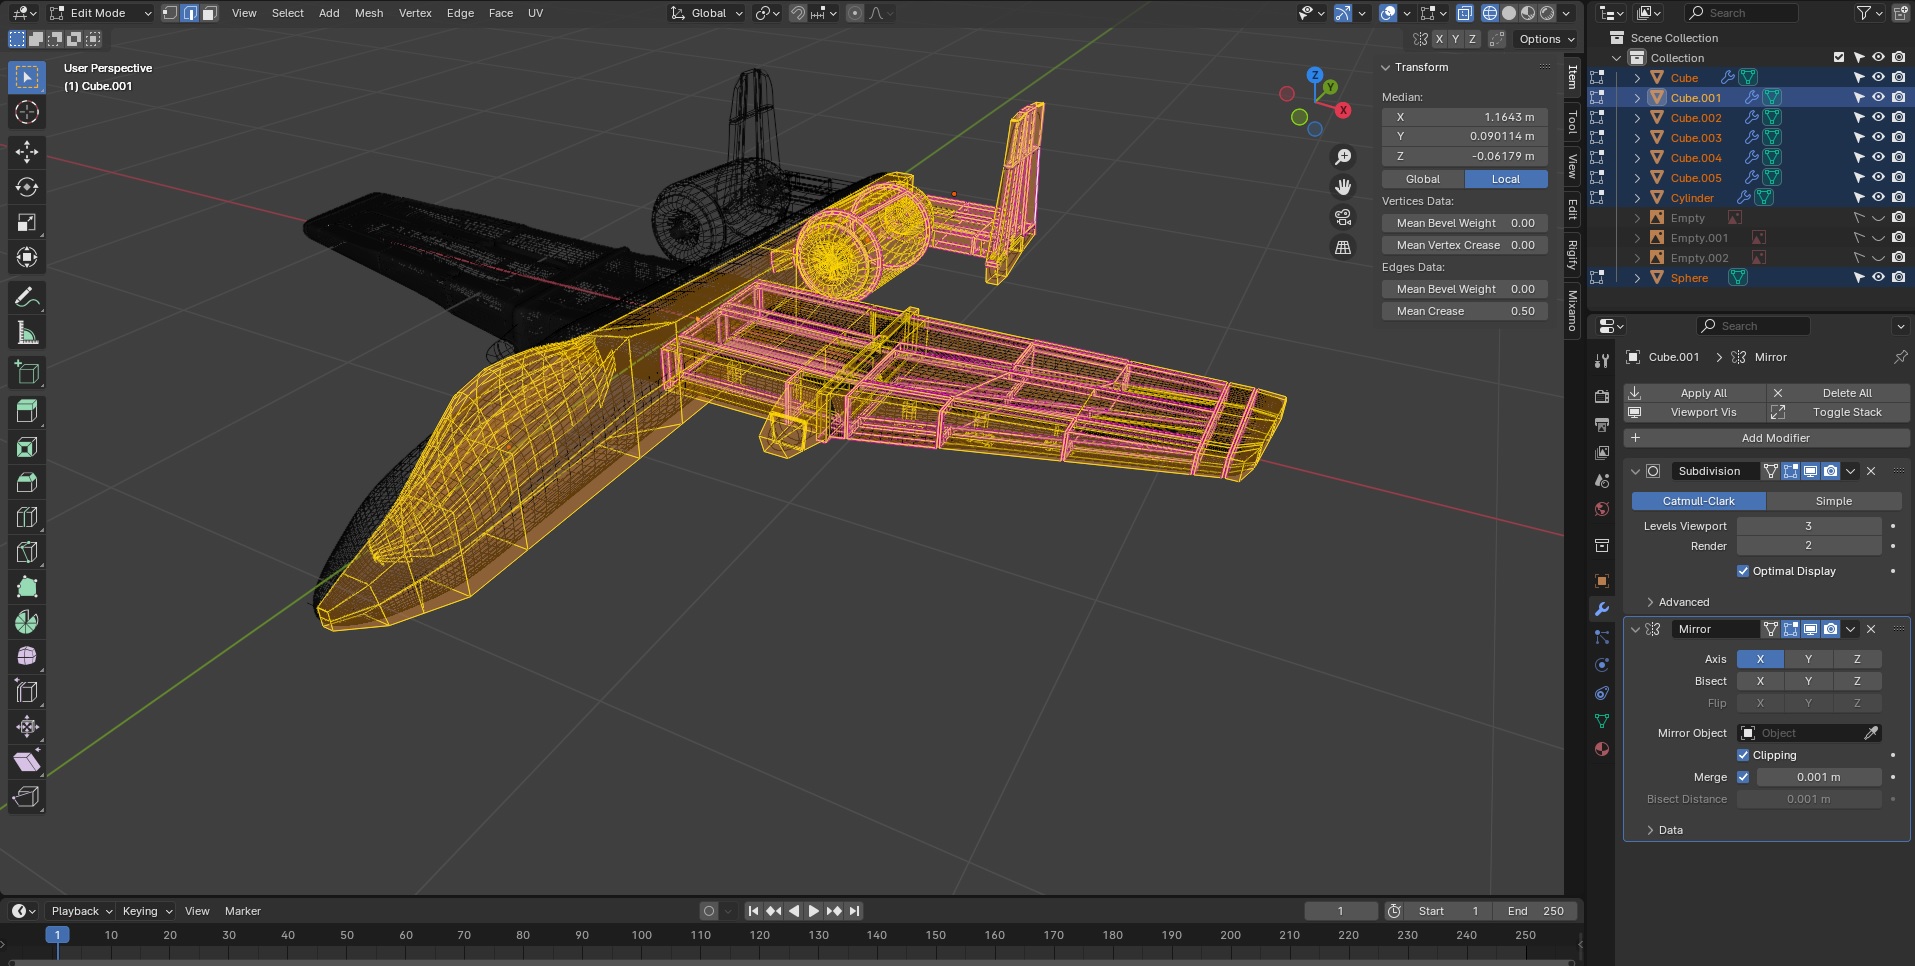 Edit Mode View Select Add Mesh Vertex Edge Face UV Global
X Y Z Options
User Perspective
(1) Cube.001
Z
Y
X
Transform
Median:
X 1.1643 m
Y 0.090114 m
Z -0.06179 m
Global Local
Vertices Data:
Mean Bevel Weight 0.00
Mean Vertex Crease 0.00
Edges Data:
Mean Bevel Weight 0.00
Mean Crease 0.50
Item
Tool
View
Edit
Rigify
Mixamo
Search
Scene Collection
Collection
Cube
Cube.001
Cube.002
Cube.003
Cube.004
Cube.005
Cylinder
Empty
Empty.001
Empty.002
Sphere
Search
Cube.001 > Mirror
Apply All Delete All
Viewport Vis Toggle Stack
Add Modifier
Subdivision
Catmull-Clark Simple
Levels Viewport 3
Render 2
Optimal Display
Advanced
Mirror
Axis X Y Z
Bisect X Y Z
Flip X Y Z
Mirror Object Object
Clipping
Merge 0.001 m
Bisect Distance 0.001 m
Data
Playback Keying View Marker 1 Start 1 End 250
1 10 20 30 40 50 60 70 80 90 100 110 120 130 140 150 160 170 180 190 200 210 220 230 240 250